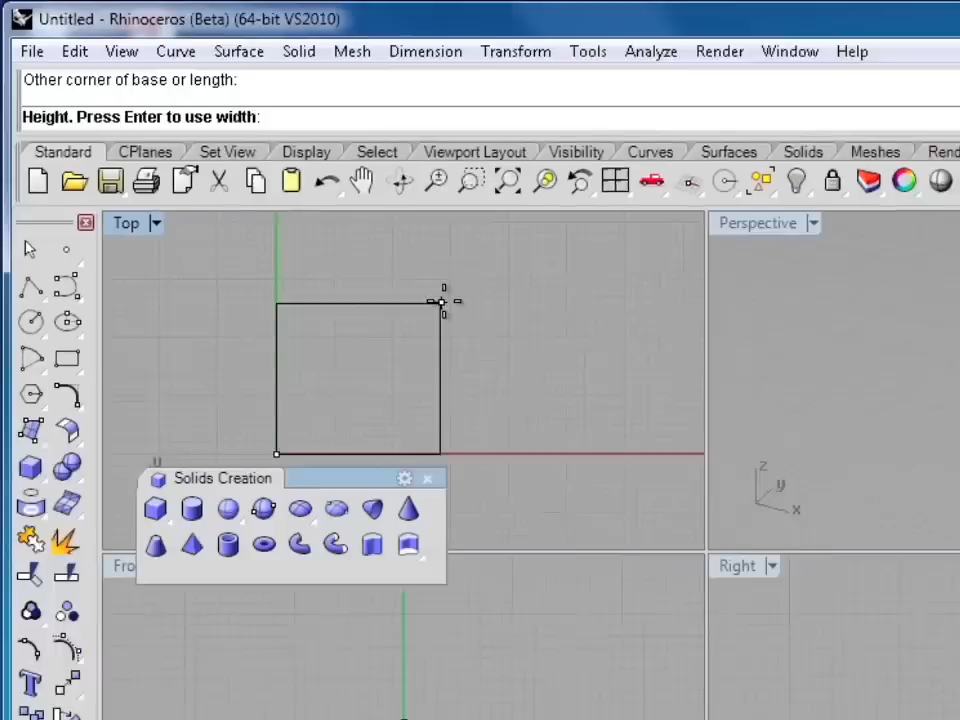 Untitled - Rhinoceros (Beta) (64-bit VS2010)
File Edit View Curve Surface Solid Mesh Dimension Transform Tools Analyze Render Window Help
Other corner of base or length:
Height. Press Enter to use width:
Standard CPlanes Set View Display Select Viewport Layout Visibility Curves Surfaces Solids Meshes Rend
Top Perspective
Solids Creation
z
y
x
Fro Right